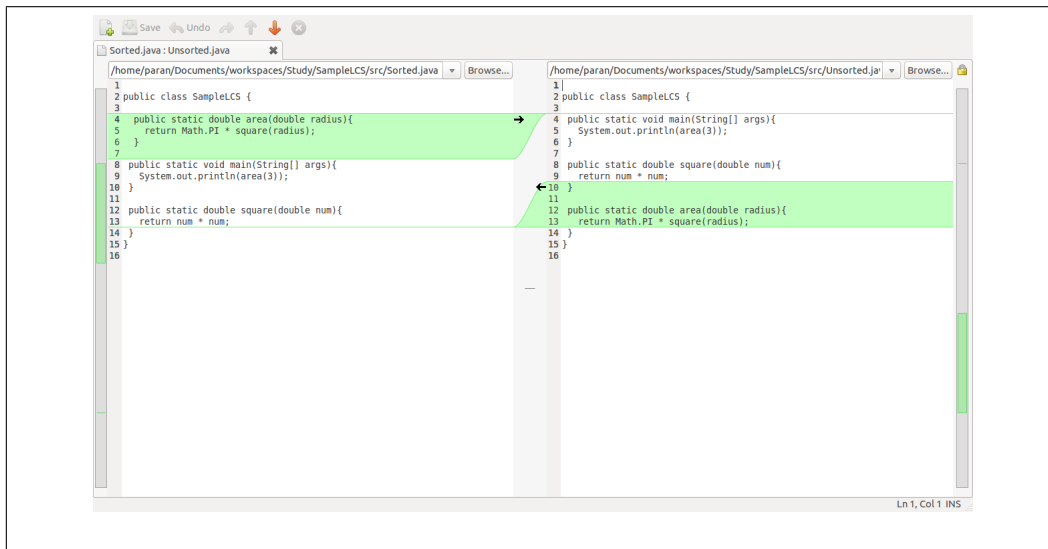 Save Undo
Sorted.java : Unsorted.java
/home/paran/Documents/workspaces/Study/SampleLCS/src/Sorted.java Browse...
1
2 public class SampleLCS {
3
4 public static double area(double radius){
5 return Math.PI * square(radius);
6 }
7
8 public static void main(String[] args){
9 System.out.println(area(3));
10 }
11
12 public static double square(double num){
13 return num * num;
14 }
15 }
16
/home/paran/Documents/workspaces/Study/SampleLCS/src/Unsorted.jav Browse...
1
2 public class SampleLCS {
3
4 public static void main(String[] args){
5 System.out.println(area(3));
6 }
7
8 public static double square(double num){
9 return num * num;
10 }
11
12 public static double area(double radius){
13 return Math.PI * square(radius);
14 }
15 }
16
Ln 1, Col 1 INS